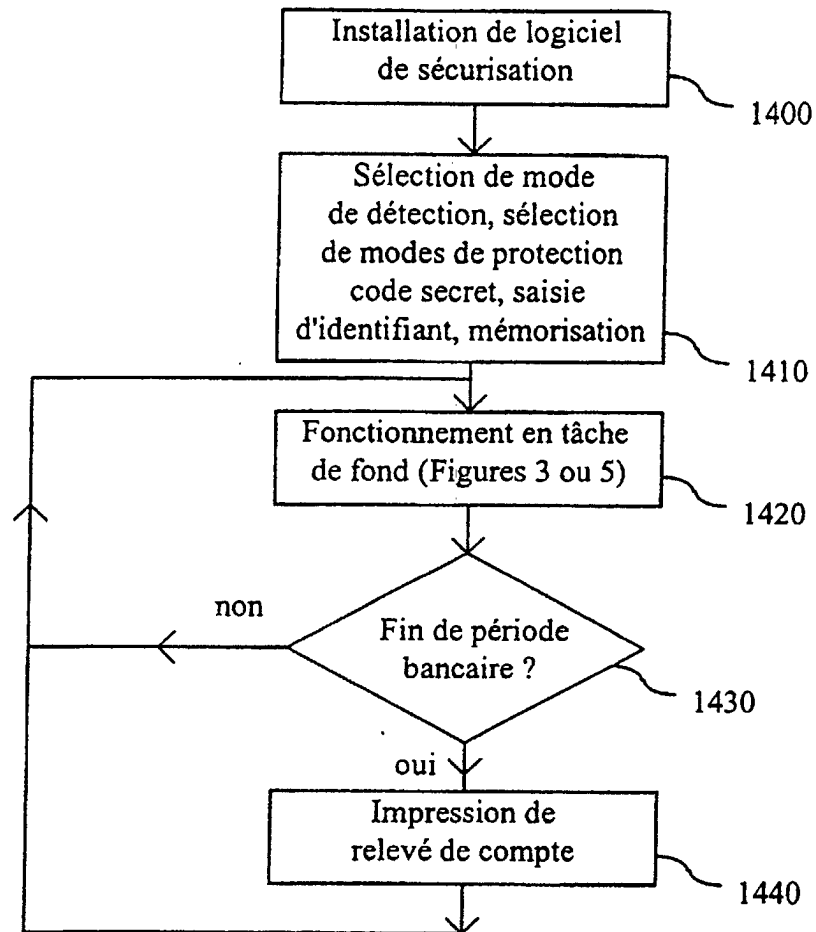 Installation de logiciel
de sécurisation
1400
Sélection de mode
de détection, sélection
de modes de protection
code secret, saisie
d'identifiant, mémorisation
1410
Fonctionnement en tâche
de fond (Figures 3 ou 5)
1420
non
Fin de période
bancaire ?
1430
oui
Impression de
relevé de compte
1440